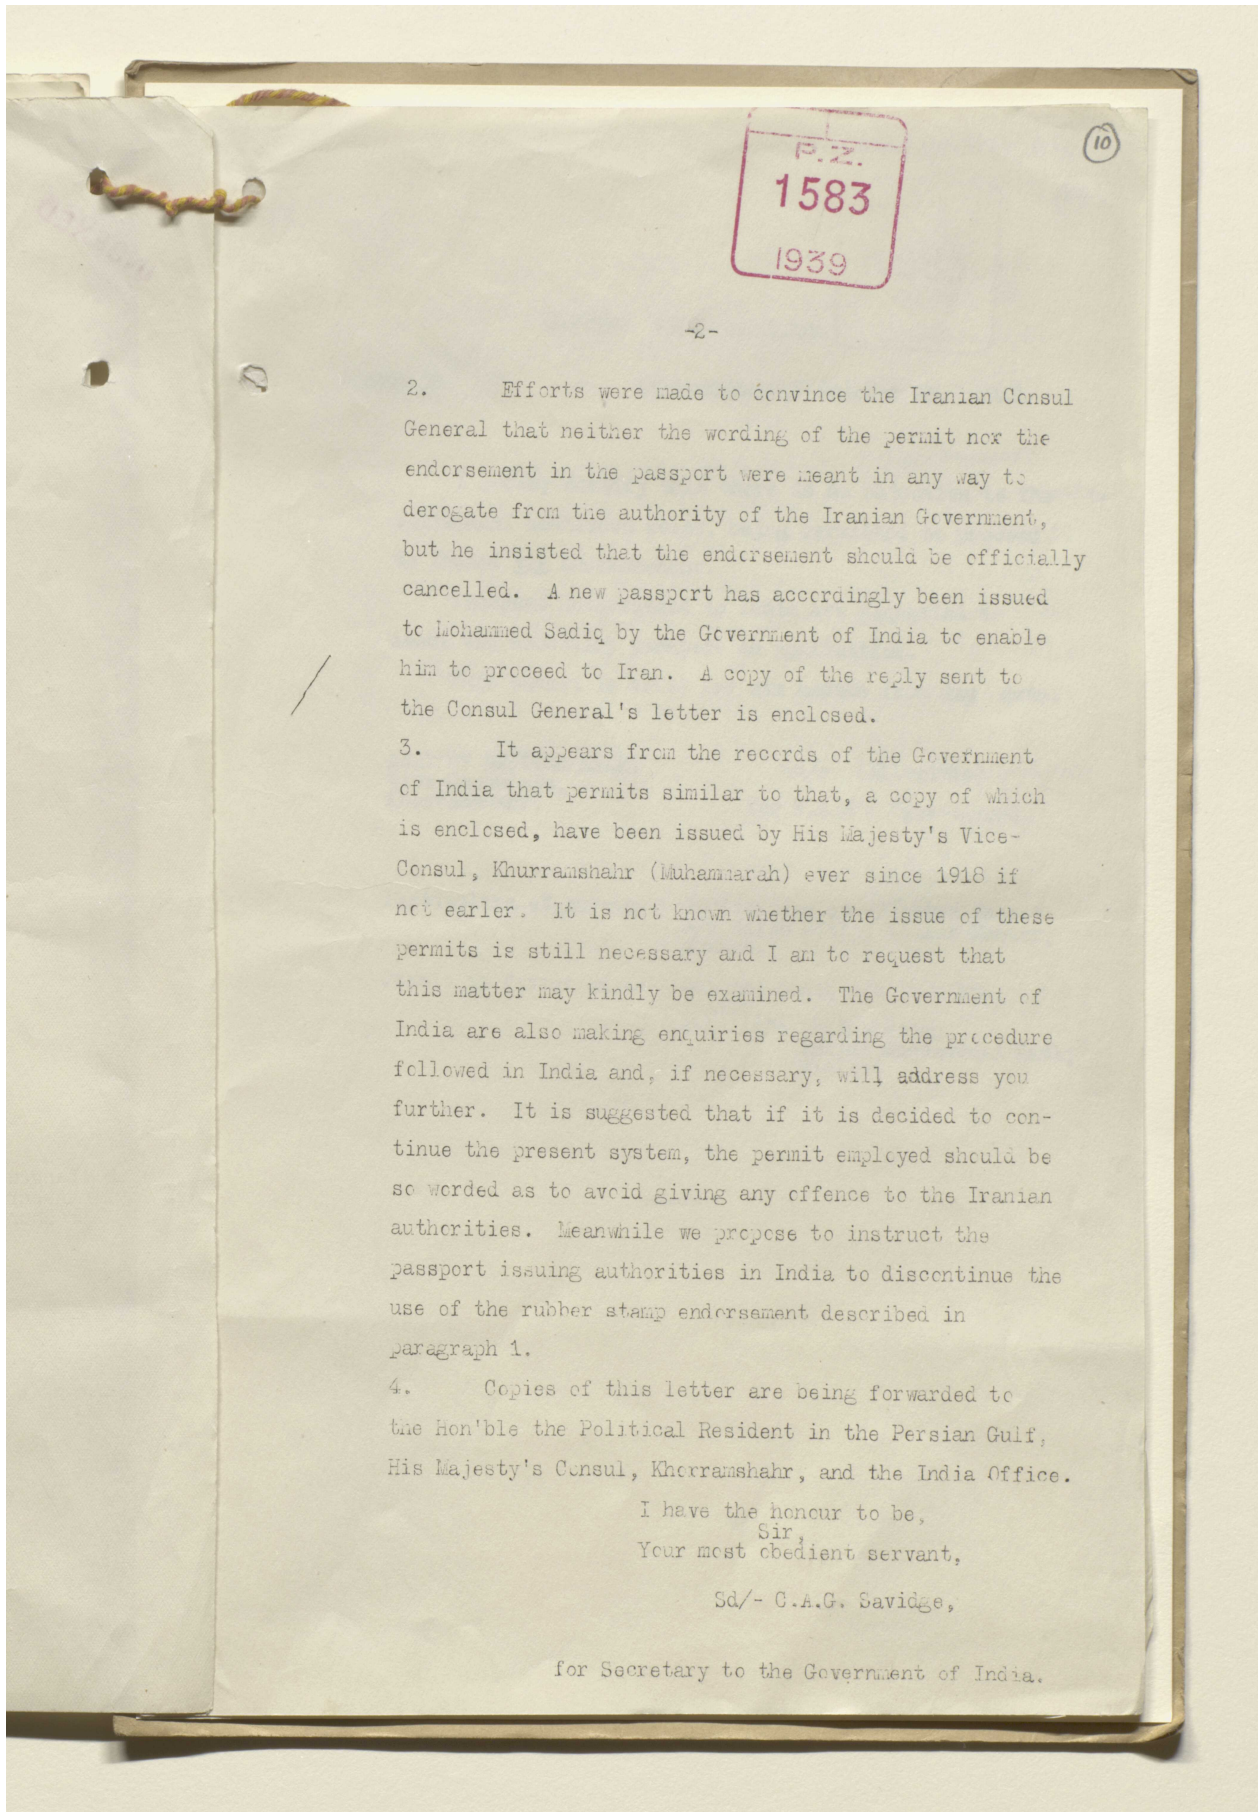 10
P.Z.
1583
1939
-2-
2. Efforts were made to convince the Iranian Consul
General that neither the wording of the permit nor the
endorsement in the passport were meant in any way to
derogate from the authority of the Iranian Government,
but he insisted that the endorsement should be officially
cancelled. A new passport has accordingly been issued
to Mohammed Sadiq by the Government of India to enable
him to proceed to Iran. A copy of the reply sent to
the Consul General's letter is enclosed.
3. It appears from the records of the Government
of India that permits similar to that, a copy of which
is enclosed, have been issued by His Majesty's Vice-
Consul, Khurramshahr (Muhammarah) ever since 1918 if
not earler. It is not known whether the issue of these
permits is still necessary and I am to request that
this matter may kindly be examined. The Government of
India are also making enquiries regarding the procedure
followed in India and, if necessary, will address you
further. It is suggested that if it is decided to con-
tinue the present system, the permit employed should be
so worded as to avoid giving any offence to the Iranian
authorities. Meanwhile we propose to instruct the
passport issuing authorities in India to discontinue the
use of the rubber stamp endorsement described in
paragraph 1.
4. Copies of this letter are being forwarded to
the Hon'ble the Political Resident in the Persian Gulf,
His Majesty's Consul, Khorramshahr, and the India Office.
I have the honour to be,
Sir,
Your most obedient servant,
Sd/- C.A.G. Savidge,
for Secretary to the Government of India.